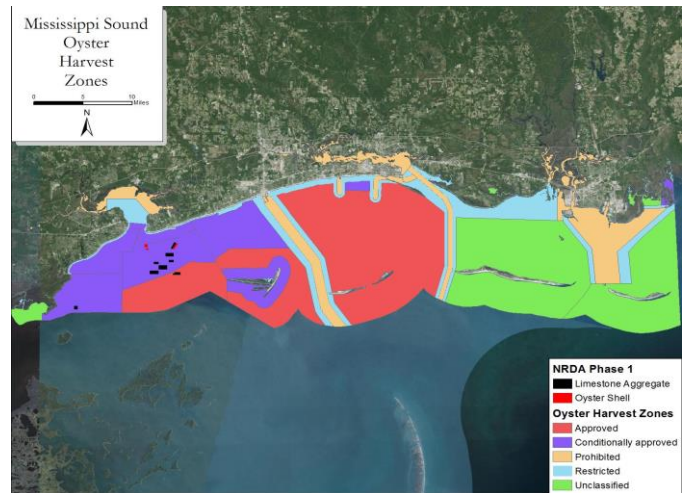 Mississippi Sound
Oyster
Harvest
Zones
0 5 10
Miles
N
NRDA Phase 1
Limestone Aggregate
Oyster Shell
Oyster Harvest Zones
Approved
Conditionally approved
Prohibited
Restricted
Unclassified